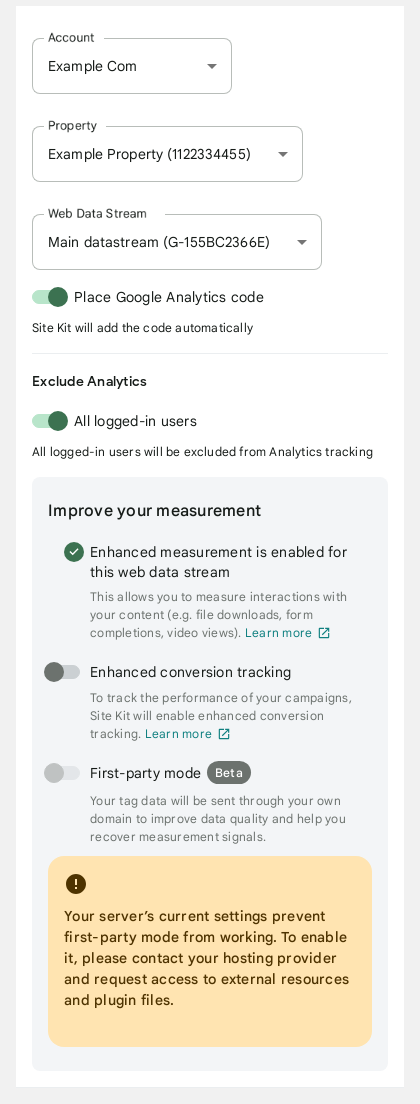 Account
Example Com
Property
Example Property (1122334455)
Web Data Stream
Main datastream (G-155BC2366E)
Place Google Analytics code
Site Kit will add the code automatically
Exclude Analytics
All logged-in users
All logged-in users will be excluded from Analytics tracking
Improve your measurement
Enhanced measurement is enabled for
this web data stream
This allows you to measure interactions with
your content (e.g. file downloads, form
completions, video views). Learn more
Enhanced conversion tracking
To track the performance of your campaigns,
Site Kit will enable enhanced conversion
tracking. Learn more
First-party mode Beta
Your tag data will be sent through your own
domain to improve data quality and help you
recover measurement signals.
Your server’s current settings prevent
first-party mode from working. To enable
it, please contact your hosting provider
and request access to external resources
and plugin files.